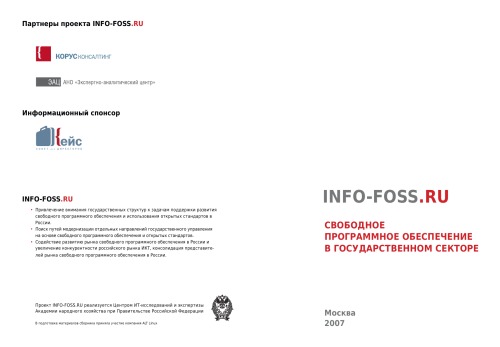 Партнеры проекта INFO-FOSS.RU
КОРУС КОНСАЛТИНГ
ЭАЦ АНО «Экспертно-аналитический центр»
Информационный спонсор
Кейс
INFO-FOSS.RU
• Привлечение внимания государственных структур к задачам поддержки развития
свободного программного обеспечения и использования открытых стандартов в
России.
• Поиск путей модернизации отдельных направлений государственного управления
на основе свободного программного обеспечения и открытых стандартов.
• Содействие развитию рынка свободного программного обеспечения в России и
увеличение конкурентности российского рынка ИКТ, консолидация представите-
лей рынка свободного программного обеспечения в России.
Проект INFO-FOSS.RU реализуется Центром ИТ-исследований и экспертизы
Академии народного хозяйства при Правительстве Российской Федерации
В подготовке материалов сборника приняла участие компания ALT Linux
INFO-FOSS.RU
СВОБОДНОЕ
ПРОГРАММНОЕ ОБЕСПЕЧЕНИЕ
В ГОСУДАРСТВЕННОМ СЕКТОРЕ
Москва
2007